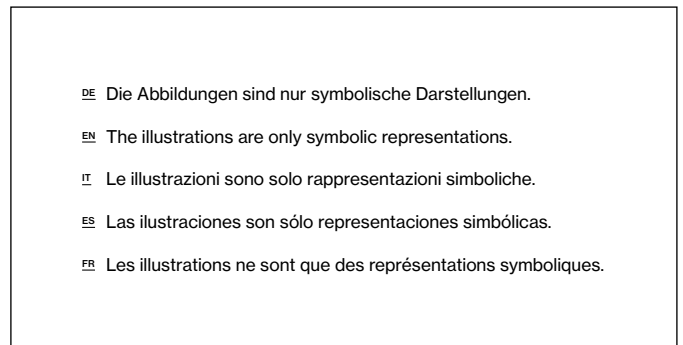 DE Die Abbildungen sind nur symbolische Darstellungen.
EN The illustrations are only symbolic representations.
IT Le illustrazioni sono solo rappresentazioni simboliche.
ES Las ilustraciones son sólo representaciones simbólicas.
FR Les illustrations ne sont que des représentations symboliques.